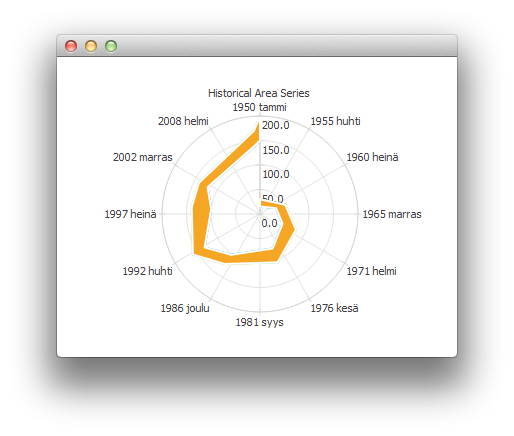 Historical Area Series
1950 tammi
2008 helmi
1955 huhti
200.0
150.0
2002 marras
1960 heinä
100.0
50.0
1997 heinä
1965 marras
0.0
1992 huhti
1971 helmi
1986 joulu
1976 kesä
1981 syys